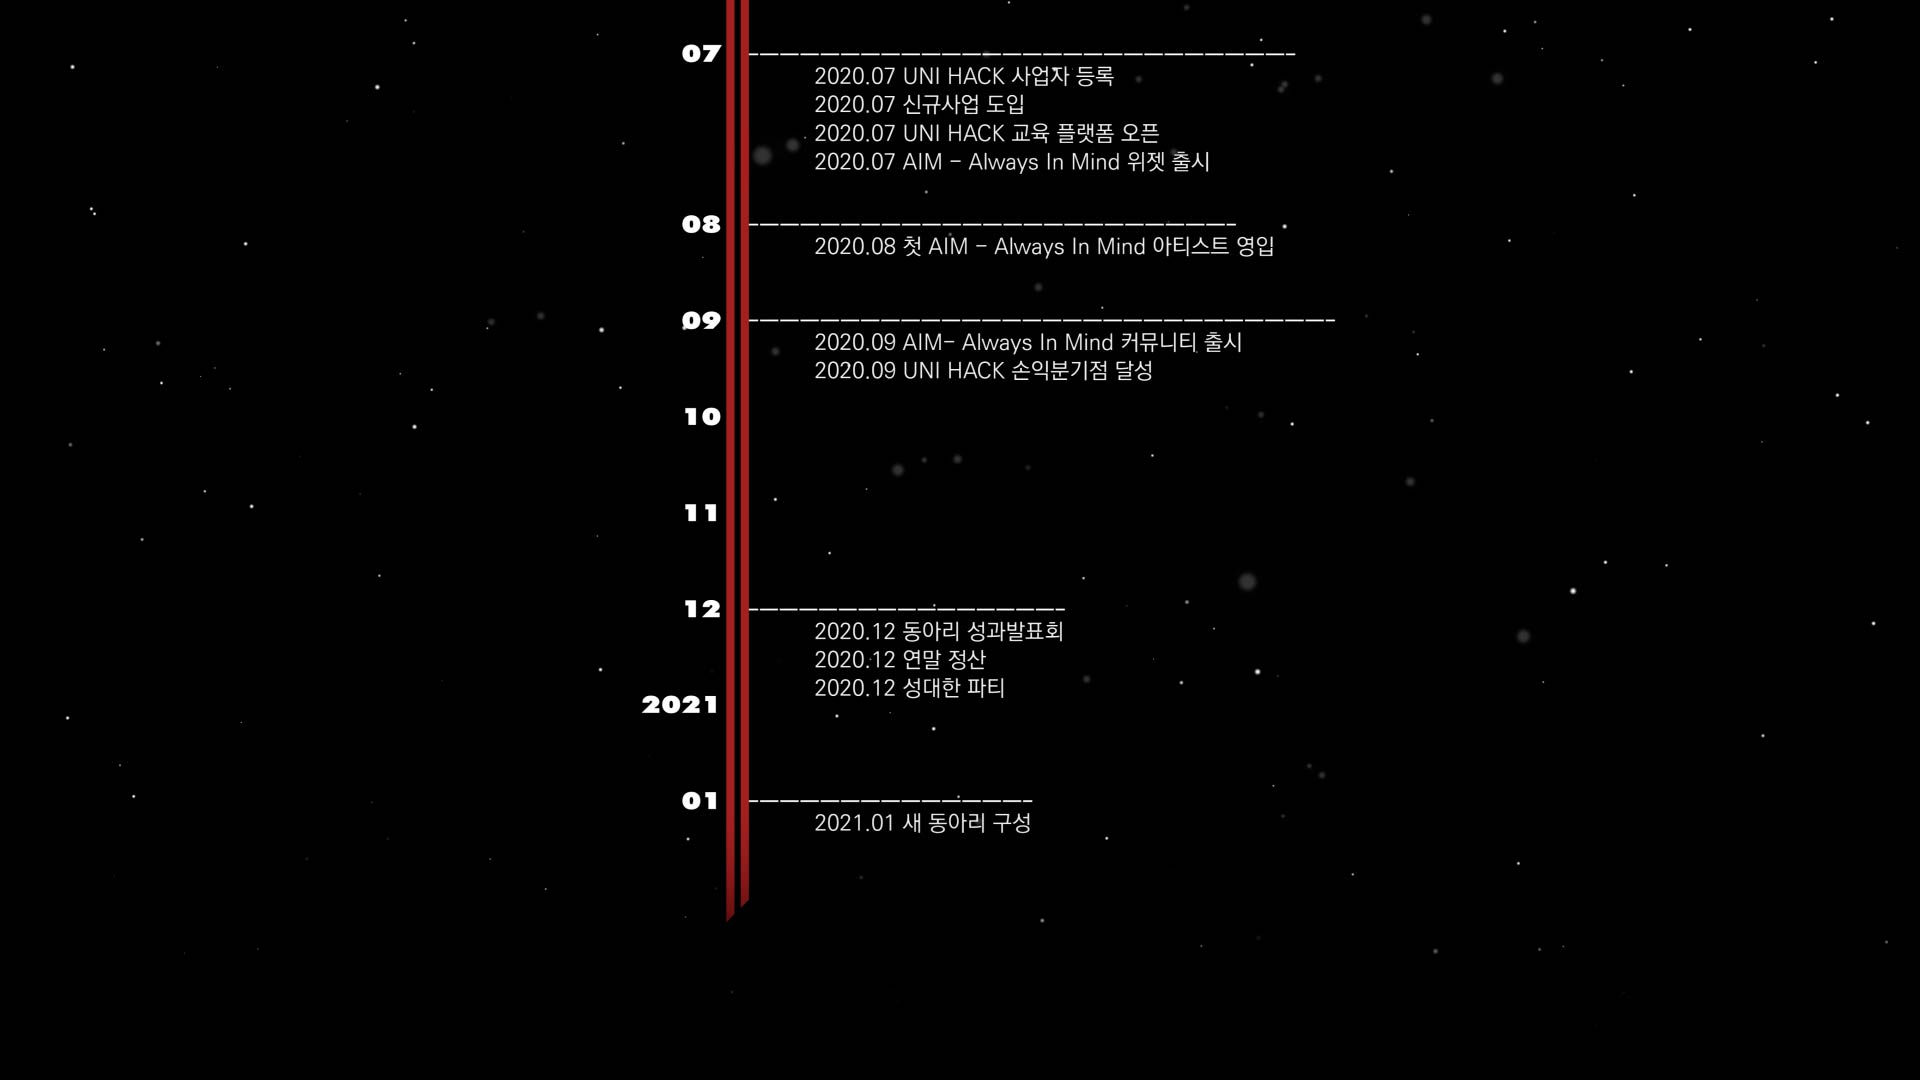 07
2020.07 UNI HACK 사업자 등록
2020.07 신규사업 도입
2020.07 UNI HACK 교육 플랫폼 오픈
2020.07 AIM - Always In Mind 위젯 출시
08
2020.08 첫 AIM - Always In Mind 아티스트 영입
09
2020.09 AIM- Always In Mind 커뮤니티 출시
2020.09 UNI HACK 손익분기점 달성
10
11
12
2020.12 동아리 성과발표회
2020.12 연말 정산
2020.12 성대한 파티
2021
01
2021.01 새 동아리 구성